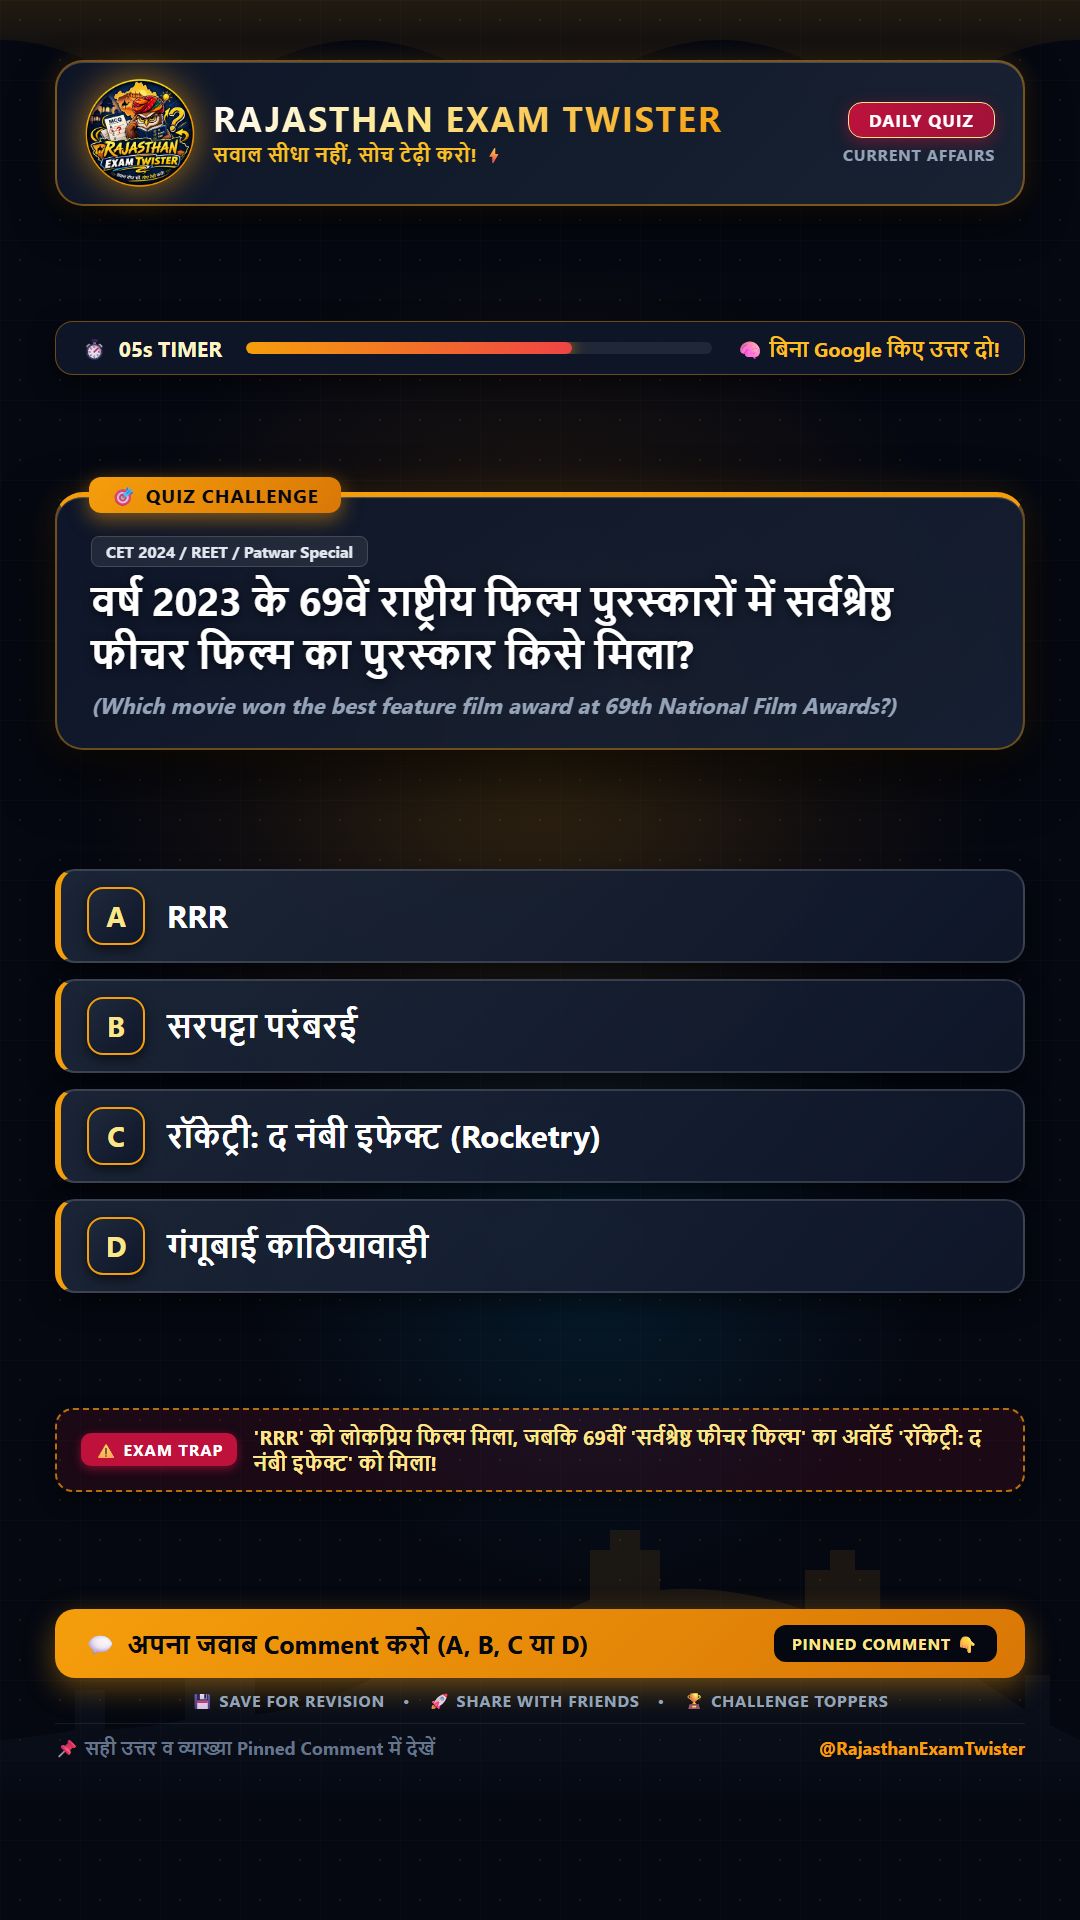 RAJASTHAN EXAM TWISTER
सवाल सीधा नहीं, सोच टेढ़ी करो! ⚡
DAILY QUIZ
CURRENT AFFAIRS
MCQ
RAJASTHAN
EXAM TWISTER
⏱️ 05s TIMER
🧠 बिना Google किए उत्तर दो!
🎯 QUIZ CHALLENGE
CET 2024 / REET / Patwar Special
वर्ष 2023 के 69वें राष्ट्रीय फिल्म पुरस्कारों में सर्वश्रेष्ठ
फीचर फिल्म का पुरस्कार किसे मिला?
(Which movie won the best feature film award at 69th National Film Awards?)
A RRR
B सरपट्टा परंबरई
C रॉकेट्री: द नंबी इफेक्ट (Rocketry)
D गंगूबाई काठियावाड़ी
⚠️ EXAM TRAP
'RRR' को लोकप्रिय फिल्म मिला, जबकि 69वीं 'सर्वश्रेष्ठ फीचर फिल्म' का अवॉर्ड 'रॉकेट्री: द
नंबी इफेक्ट' को मिला!
💬 अपना जवाब Comment करो (A, B, C या D)
PINNED COMMENT 👇
💾 SAVE FOR REVISION • 🚀 SHARE WITH FRIENDS • 🏆 CHALLENGE TOPPERS
📌 सही उत्तर व व्याख्या Pinned Comment में देखें
@RajasthanExamTwister